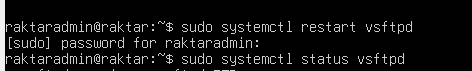 raktaradmin@raktar:~$ sudo systemctl restart vsftpd
[sudo] password for raktaradmin:
raktaradmin@raktar:~$ sudo systemctl status vsftpd